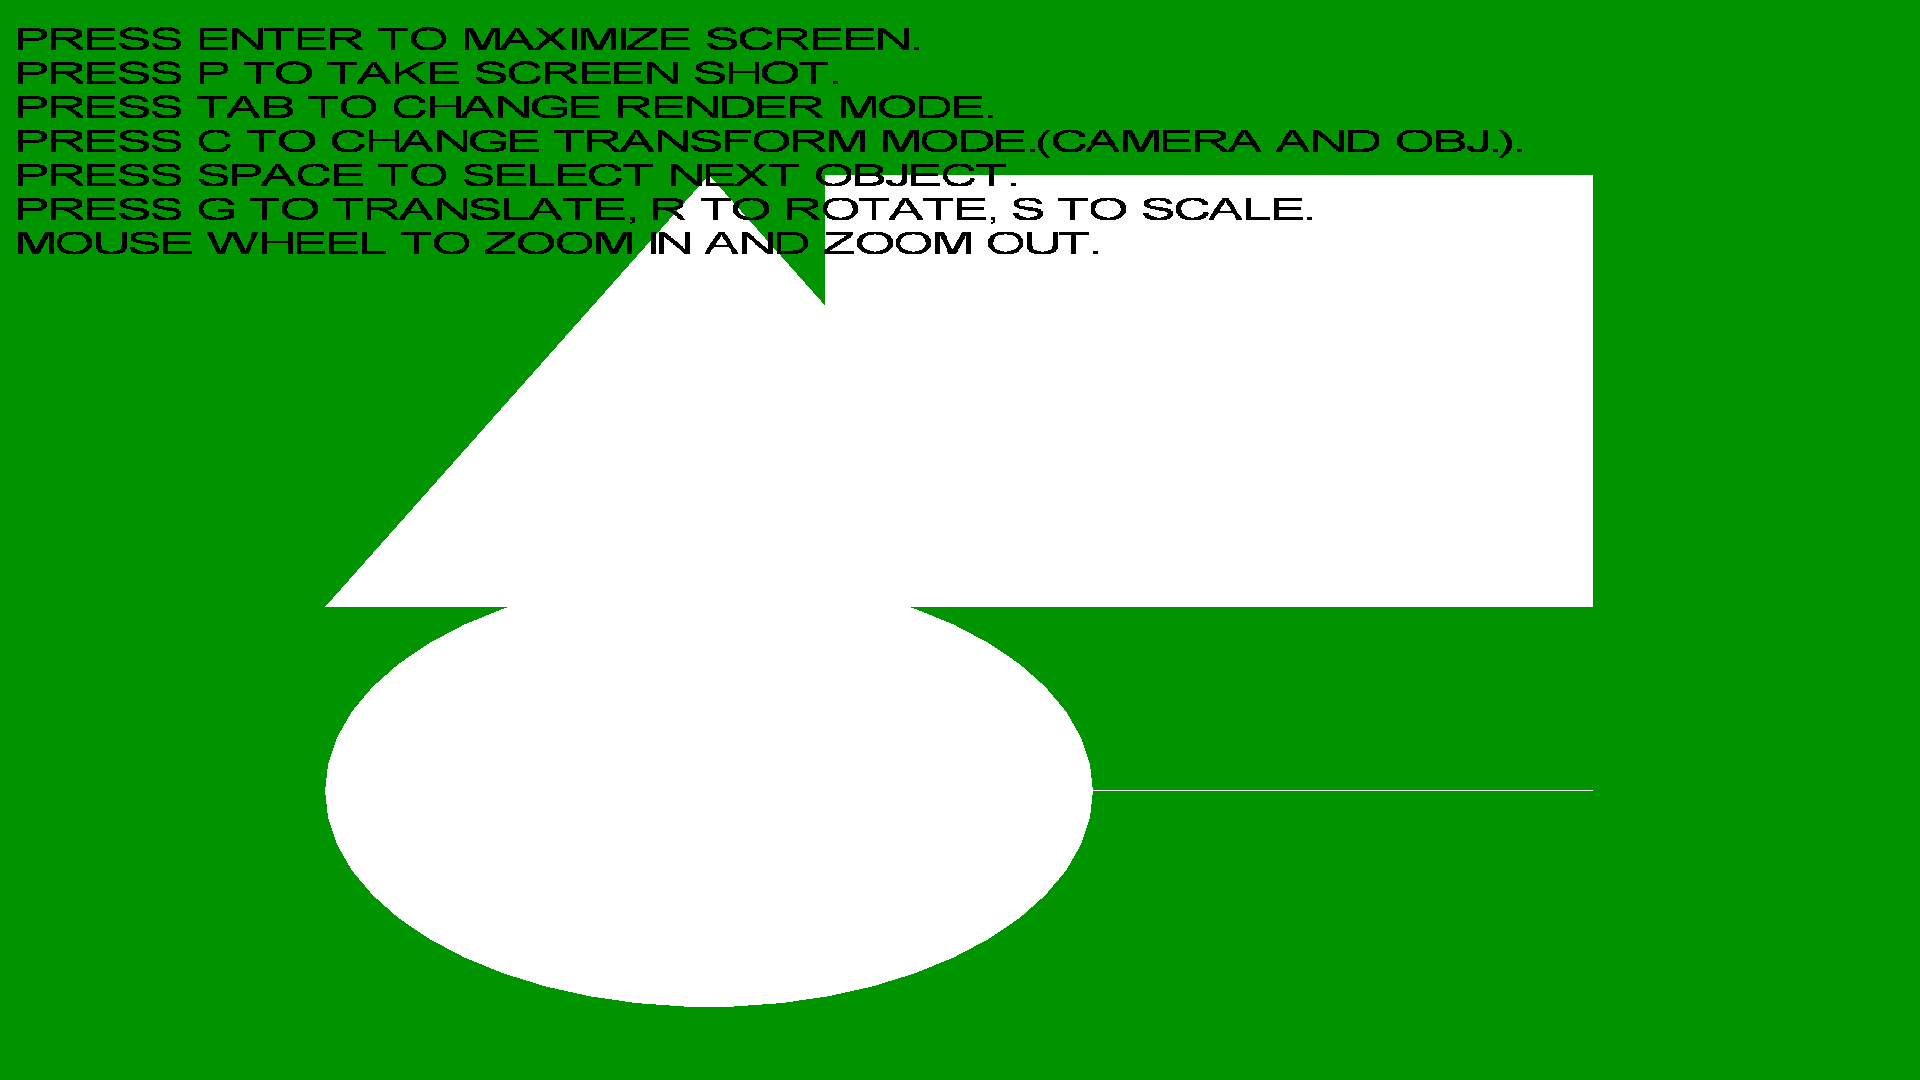 PRESS ENTER TO MAXIMIZE SCREEN.
PRESS P TO TAKE SCREEN SHOT.
PRESS TAB TO CHANGE RENDER MODE.
PRESS C TO CHANGE TRANSFORM MODE.(CAMERA AND OBJ.).
PRESS SPACE TO SELECT NEXT OBJECT.
PRESS G TO TRANSLATE, R TO ROTATE, S TO SCALE.
MOUSE WHEEL TO ZOOM IN AND ZOOM OUT.